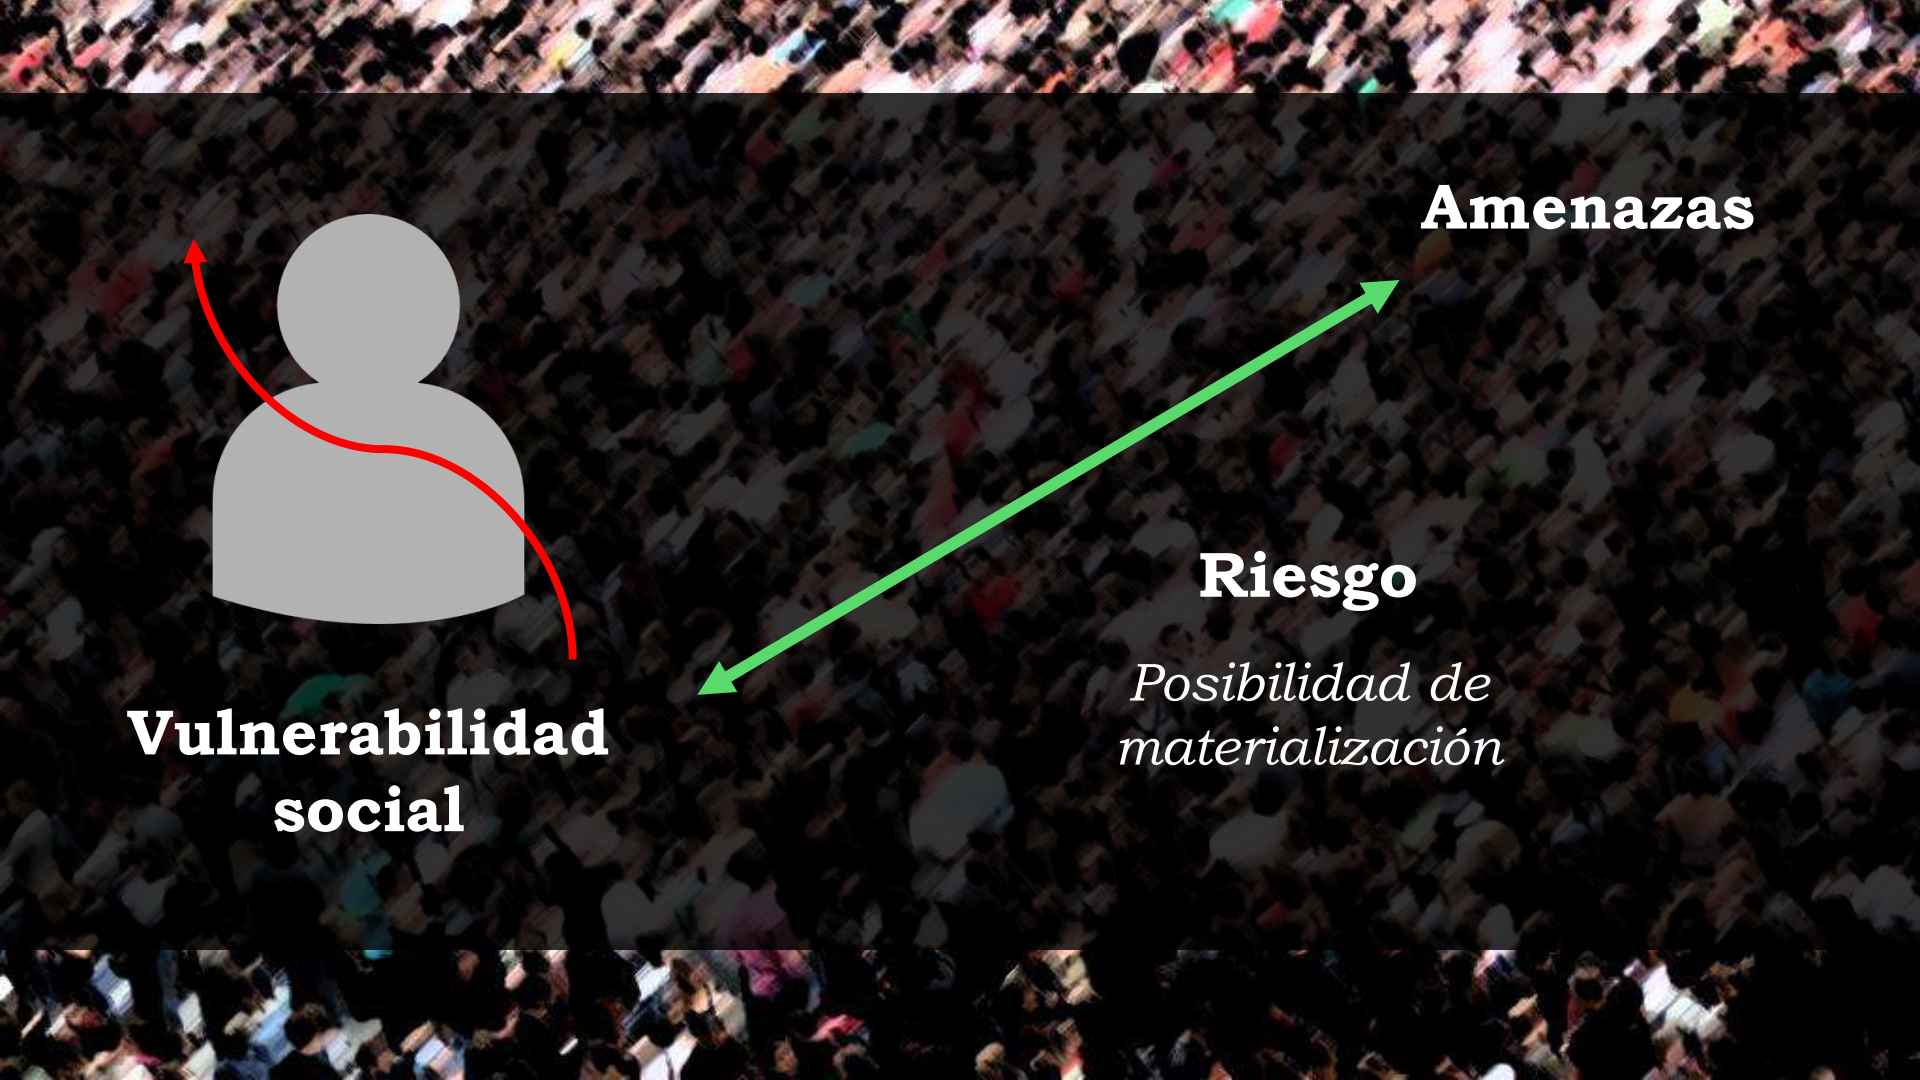 Amenazas
Riesgo
Posibilidad de
materialización
Vulnerabilidad
social